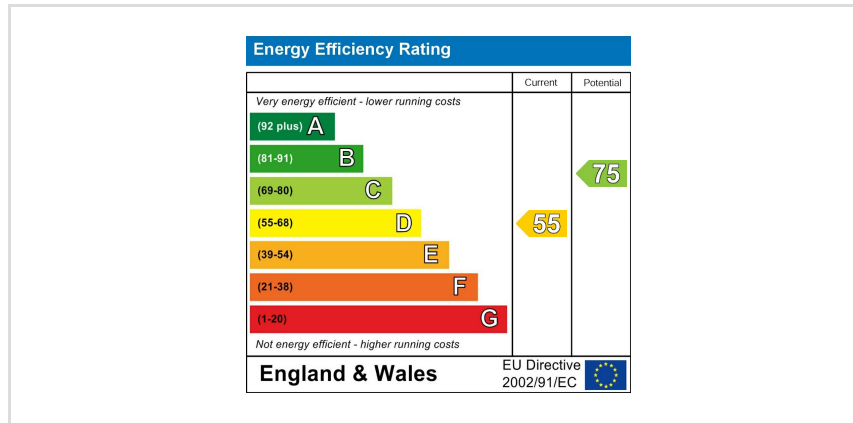 Energy Efficiency Rating
Current Potential
Very energy efficient - lower running costs
(92 plus) A
(81-91) B
75
(69-80) C
(55-68) D
55
(39-54) E
(21-38) F
(1-20) G
Not energy efficient - higher running costs
England & Wales
EU Directive
2002/91/EC